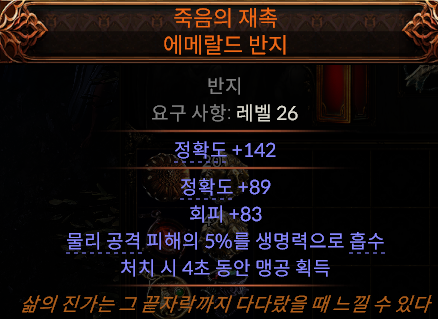 죽음의 재촉
에메랄드 반지
반지
요구 사항: 레벨 26
정확도 +142
정확도 +89
회피 +83
물리 공격 피해의 5%를 생명력으로 흡수
처치 시 4초 동안 맹공 획득
삶의 진가는 그 끝자락까지 다다랐을 때 느낄 수 있다